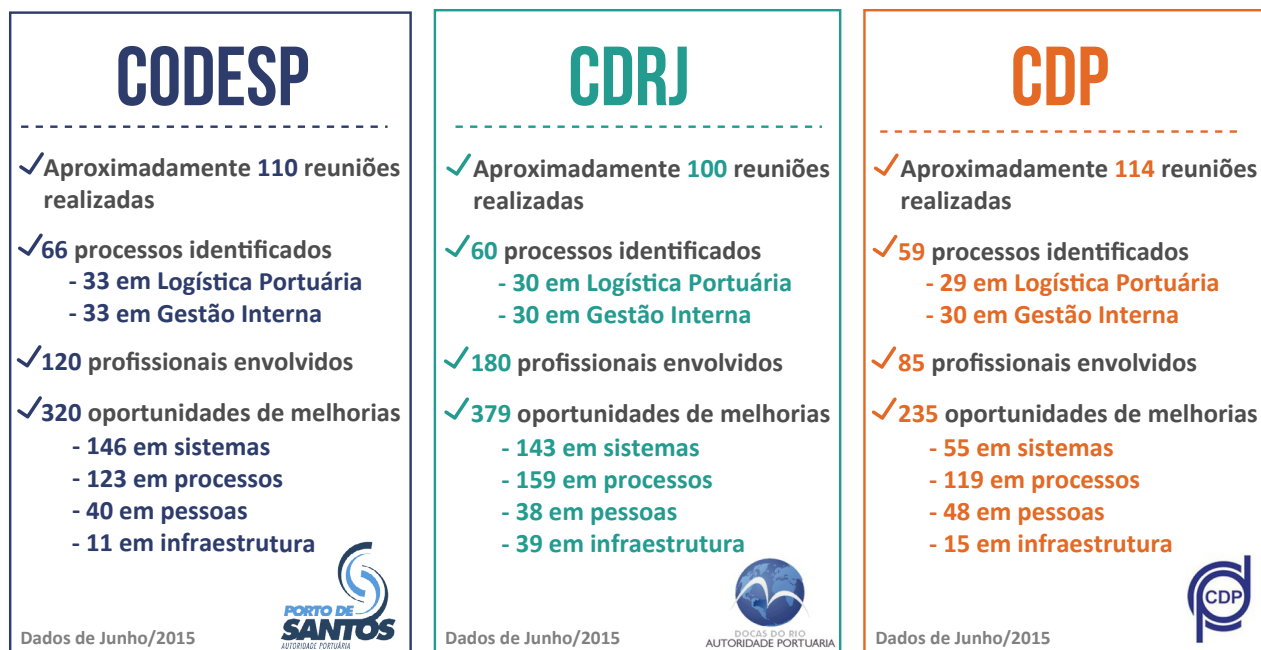 CODESP
Aproximadamente 110 reuniões
realizadas
66 processos identificados
- 33 em Logística Portuária
- 33 em Gestão Interna
120 profissionais envolvidos
320 oportunidades de melhorias
- 146 em sistemas
- 123 em processos
- 40 em pessoas
- 11 em infraestrutura
PORTO DE
SANTOS
AUTORIDADE PORTUÁRIA
Dados de Junho/2015
CDRJ
Aproximadamente 100 reuniões
realizadas
60 processos identificados
- 30 em Logística Portuária
- 30 em Gestão Interna
180 profissionais envolvidos
379 oportunidades de melhorias
- 143 em sistemas
- 159 em processos
- 38 em pessoas
- 39 em infraestrutura
DOCAS DO RIO
AUTORIDADE PORTUARIA
Dados de Junho/2015
CDP
Aproximadamente 114 reuniões
realizadas
59 processos identificados
- 29 em Logística Portuária
- 30 em Gestão Interna
85 profissionais envolvidos
235 oportunidades de melhorias
- 55 em sistemas
- 119 em processos
- 48 em pessoas
- 15 em infraestrutura
CDP
Dados de Junho/2015